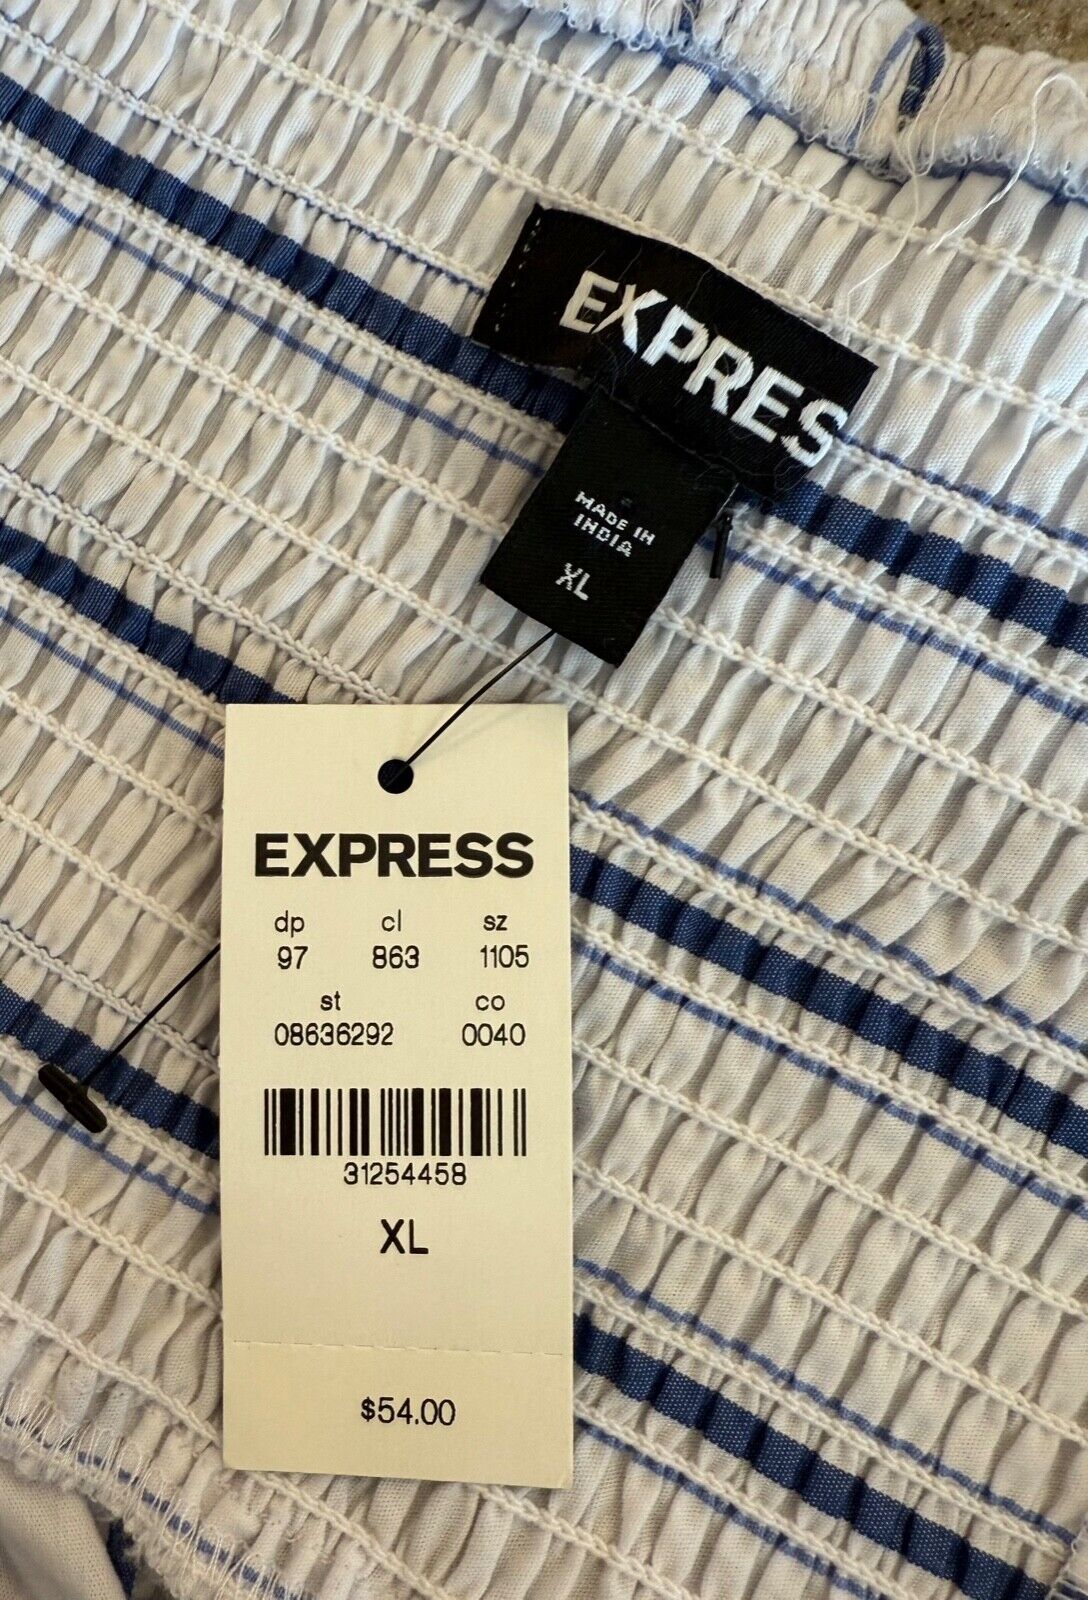 EXPRES
MADE IN
INDIA
XL
EXPRESS
dp cl sz
97 863 1105
st co
08636292 0040
31254458
XL
$54.00